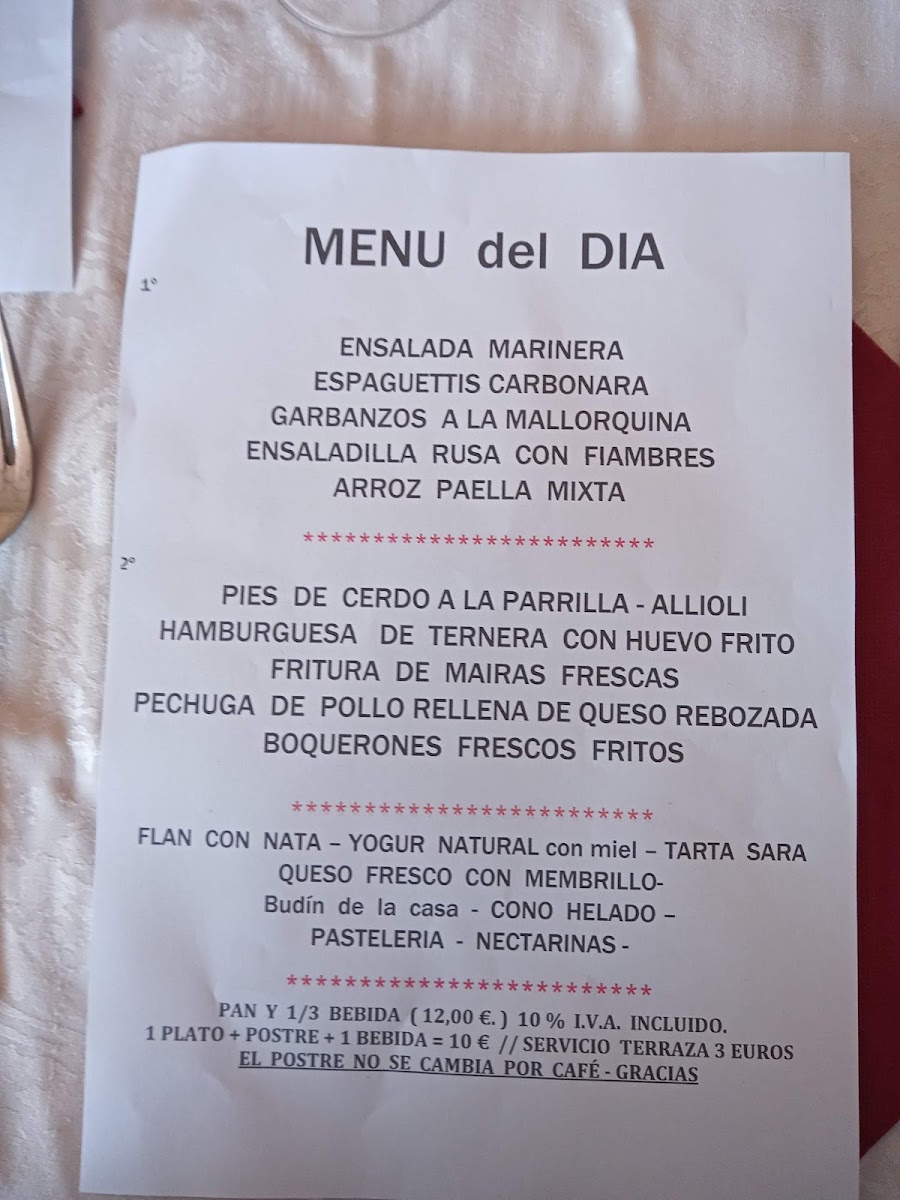 MENU del DIA
1º
ENSALADA MARINERA
ESPAGUETTIS CARBONARA
GARBANZOS A LA MALLORQUINA
ENSALADILLA RUSA CON FIAMBRES
ARROZ PAELLA MIXTA
*************************
2º
PIES DE CERDO A LA PARRILLA - ALLIOLI
HAMBURGUESA DE TERNERA CON HUEVO FRITO
FRITURA DE MAIRAS FRESCAS
PECHUGA DE POLLO RELLENA DE QUESO REBOZADA
BOQUERONES FRESCOS FRITOS
*************************
FLAN CON NATA – YOGUR NATURAL con miel – TARTA SARA
QUESO FRESCO CON MEMBRILLO-
Budín de la casa - CONO HELADO –
PASTELERIA - NECTARINAS -
*************************
PAN Y 1/3 BEBIDA ( 12,00 €. ) 10 % I.V.A. INCLUIDO.
1 PLATO + POSTRE + 1 BEBIDA = 10 € // SERVICIO TERRAZA 3 EUROS
EL POSTRE NO SE CAMBIA POR CAFÉ - GRACIAS